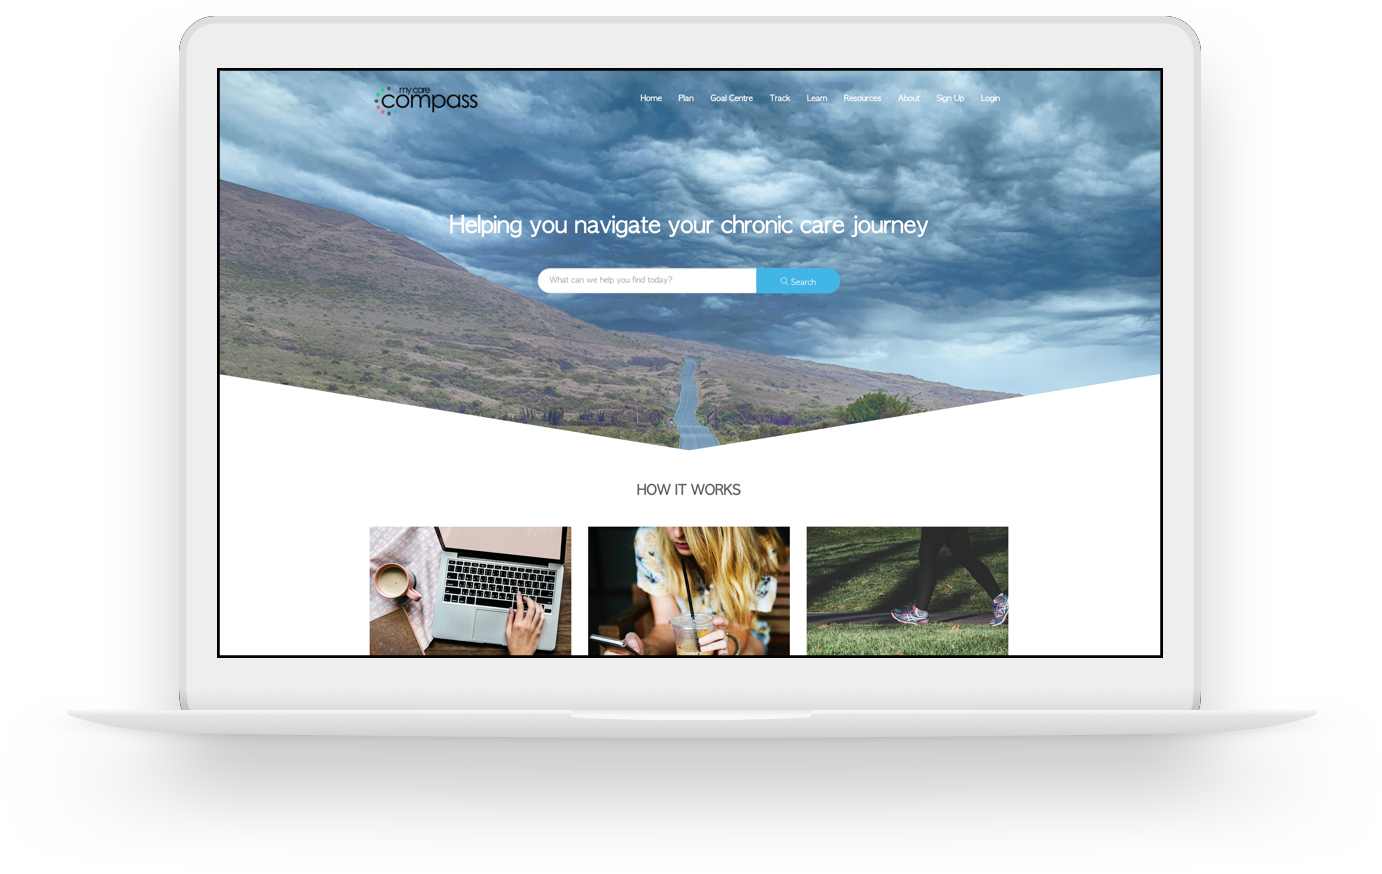 my care
compass
Home Plan Goal Centre Track Learn Resources About Sign Up Login
Helping you navigate your chronic care journey
What can we help you find today?
Search
HOW IT WORKS